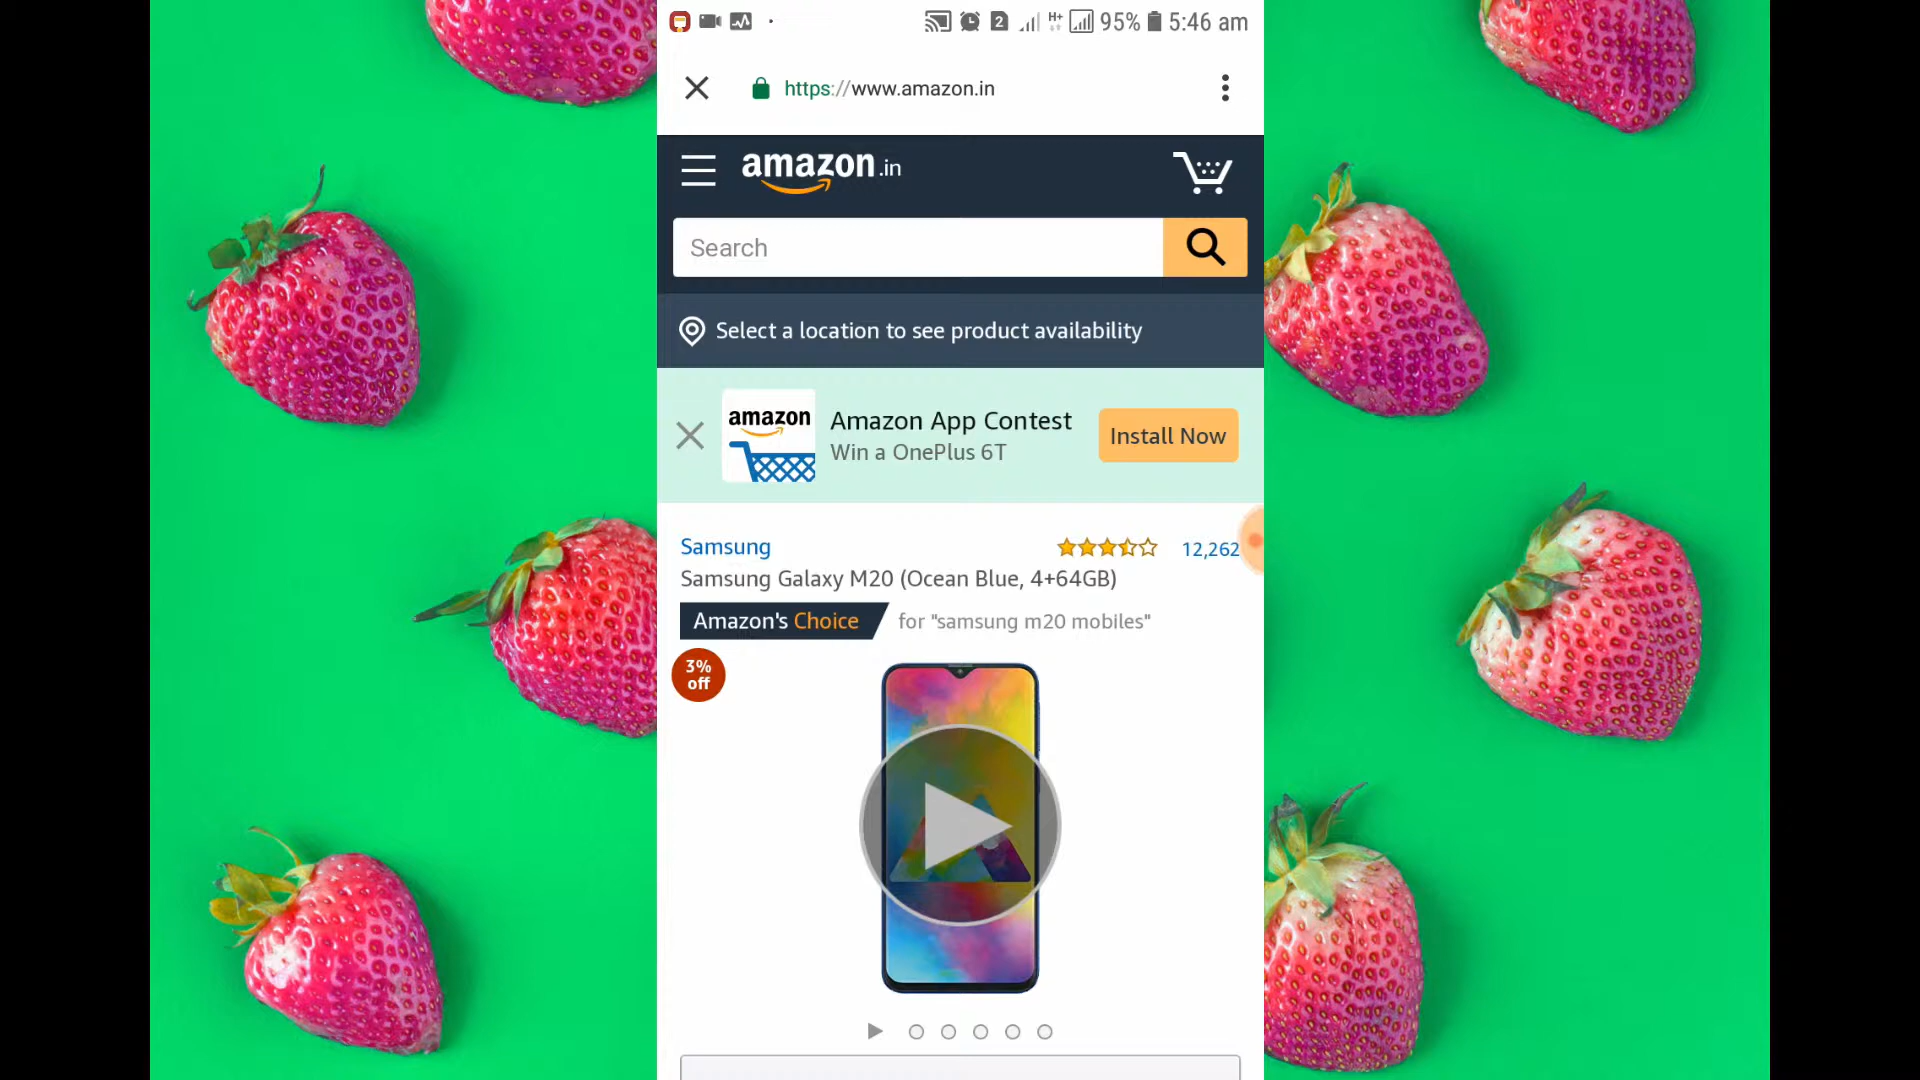 2 H+ 95% 5:46 am
https://www.amazon.in
amazon.in
Search
Select a location to see product availability
amazon
Amazon App Contest
Win a OnePlus 6T
Install Now
Samsung
12,262
Samsung Galaxy M20 (Ocean Blue, 4+64GB)
Amazon's Choice for "samsung m20 mobiles"
3%
off